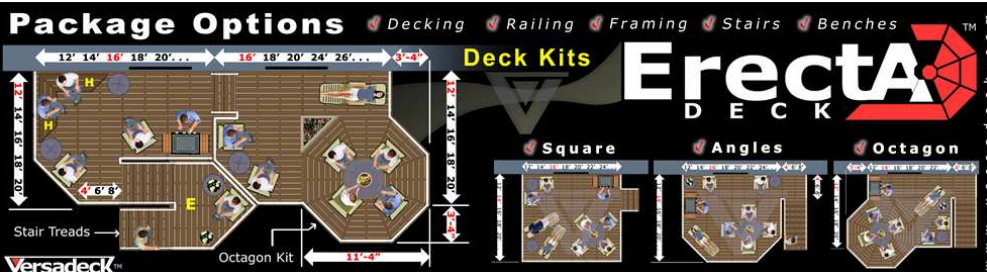 Package Options
Decking Railing Framing Stairs Benches
12' 14' 16' 18' 20'...
16' 18' 20' 24' 26'...
3'-4"
Deck Kits
ErectA
DECK
TM
H
H
12' 14' 16' 18' 20'
12' 14' 16' 18' 20'
4' 6' 8'
E
3'-4"
Stair Treads
Octagon Kit
11'-4"
Versadeck TM
Square
Angles
Octagon